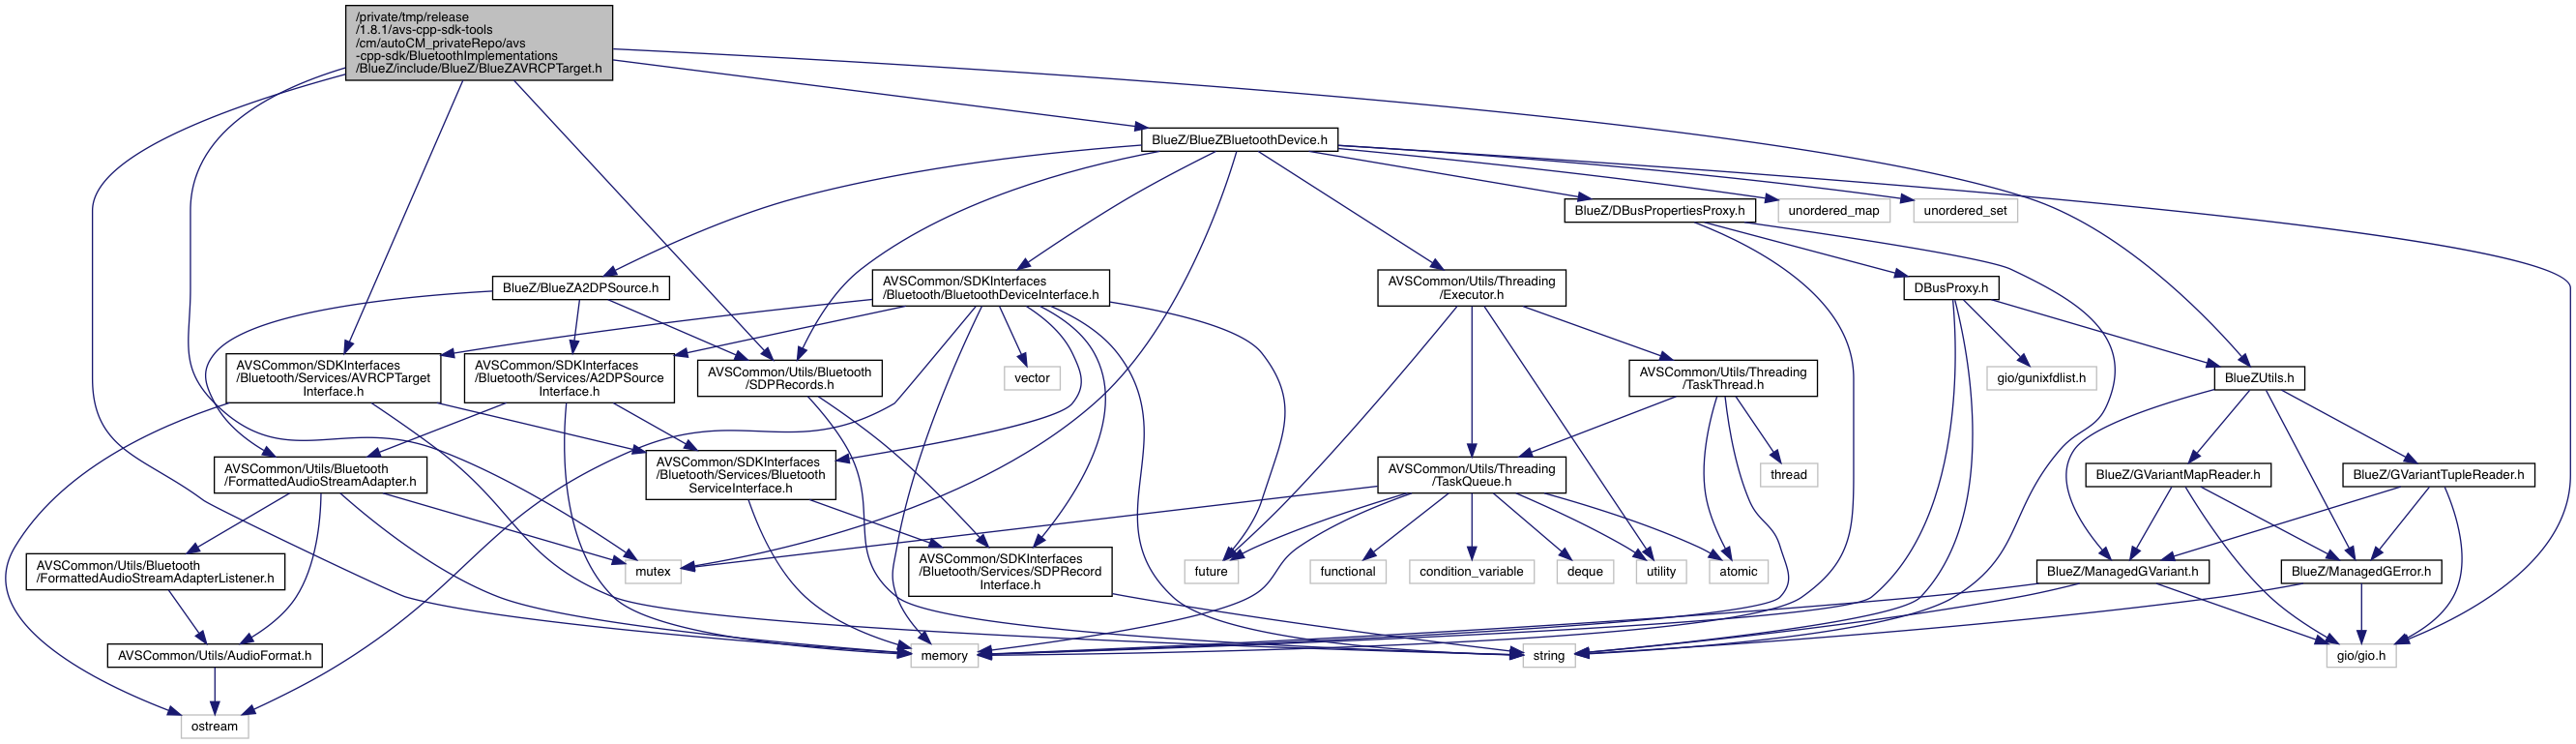 /private/tmp/release
/1.8.1/avs-cpp-sdk-tools
/cm/autoCM_privateRepo/avs
-cpp-sdk/BluetoothImplementations
/BlueZ/include/BlueZ/BlueZAVRCPTarget.h
BlueZ/BlueZBluetoothDevice.h
BlueZ/DBusPropertiesProxy.h
unordered_map
unordered_set
BlueZ/BlueZA2DPSource.h
AVSCommon/SDKInterfaces
/Bluetooth/BluetoothDeviceInterface.h
AVSCommon/Utils/Threading
/Executor.h
DBusProxy.h
AVSCommon/SDKInterfaces
/Bluetooth/Services/AVRCPTarget
Interface.h
AVSCommon/SDKInterfaces
/Bluetooth/Services/A2DPSource
Interface.h
AVSCommon/Utils/Bluetooth
/SDPRecords.h
vector
AVSCommon/Utils/Threading
/TaskThread.h
gio/gunixfdlist.h
BlueZUtils.h
AVSCommon/Utils/Bluetooth
/FormattedAudioStreamAdapter.h
AVSCommon/SDKInterfaces
/Bluetooth/Services/Bluetooth
ServiceInterface.h
AVSCommon/Utils/Threading
/TaskQueue.h
thread
BlueZ/GVariantMapReader.h
BlueZ/GVariantTupleReader.h
AVSCommon/Utils/Bluetooth
/FormattedAudioStreamAdapterListener.h
mutex
AVSCommon/SDKInterfaces
/Bluetooth/Services/SDPRecord
Interface.h
future
functional
condition_variable
deque
utility
atomic
BlueZ/ManagedGVariant.h
BlueZ/ManagedGError.h
AVSCommon/Utils/AudioFormat.h
memory
string
gio/gio.h
ostream